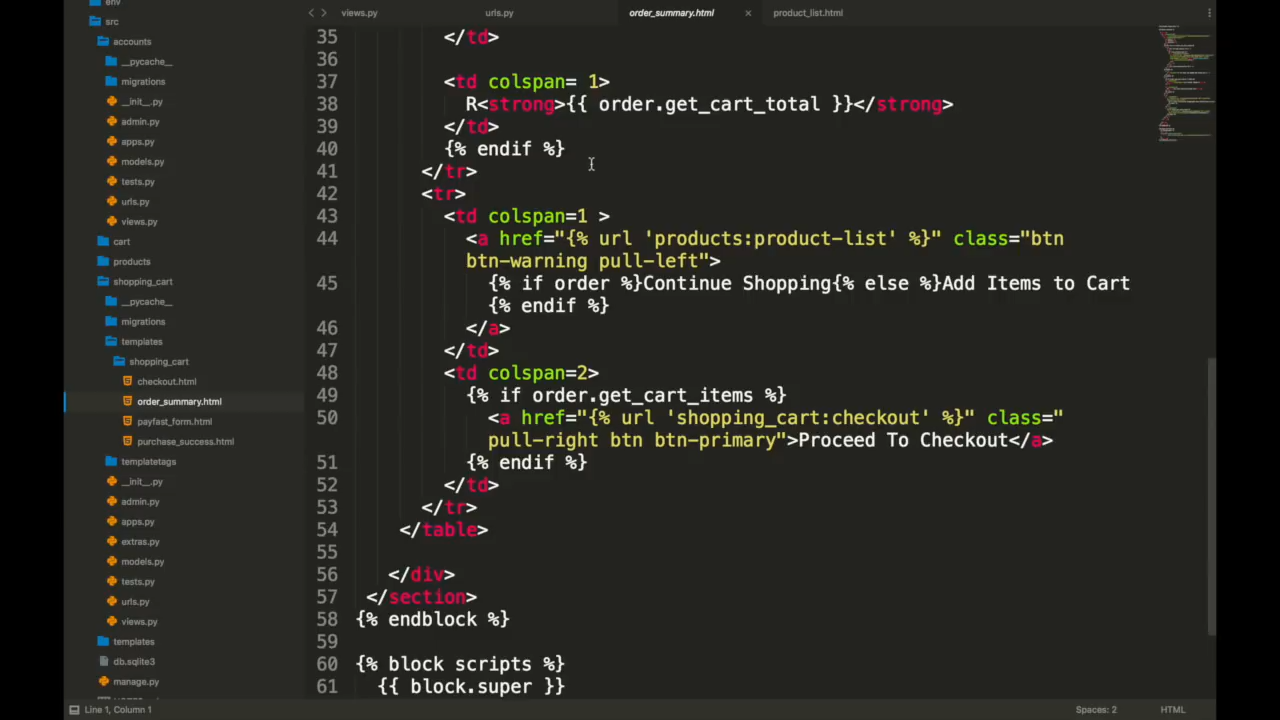 env
src
accounts
__pycache__
migrations
__init__.py
admin.py
apps.py
models.py
tests.py
urls.py
views.py
cart
products
shopping_cart
__pycache__
migrations
templates
shopping_cart
checkout.html
order_summary.html
payfast_form.html
purchase_success.html
templatetags
__init__.py
admin.py
apps.py
extras.py
models.py
tests.py
urls.py
views.py
templates
db.sqlite3
manage.py
views.py urls.py order_summary.html × product_list.html
35 </td>
36
37 <td colspan= 1>
38 R<strong>{{ order.get_cart_total }}</strong>
39 </td>
40 {% endif %}
41 </tr>
42 <tr>
43 <td colspan=1 >
44 <a href="{% url 'products:product-list' %}" class="btn
btn-warning pull-left">
45 {% if order %}Continue Shopping{% else %}Add Items to Cart
{% endif %}
46 </a>
47 </td>
48 <td colspan=2>
49 {% if order.get_cart_items %}
50 <a href="{% url 'shopping_cart:checkout' %}" class="
pull-right btn btn-primary">Proceed To Checkout</a>
51 {% endif %}
52 </td>
53 </tr>
54 </table>
55
56 </div>
57 </section>
58 {% endblock %}
59
60 {% block scripts %}
61 {{ block.super }}
Line 1, Column 1 Spaces: 2 HTML